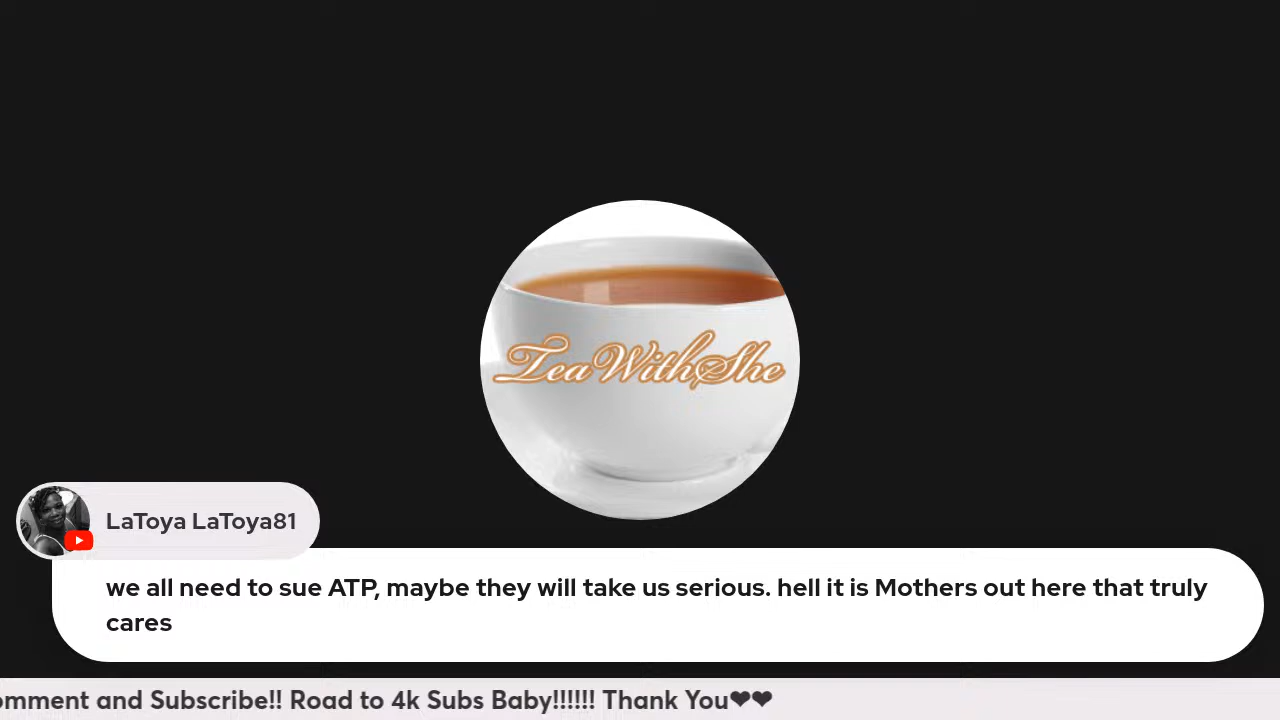 TeaWithShe
LaToya LaToya81
we all need to sue ATP, maybe they will take us serious. hell it is Mothers out here that truly
cares
omment and Subscribe!! Road to 4k Subs Baby!!!!!! Thank You❤❤